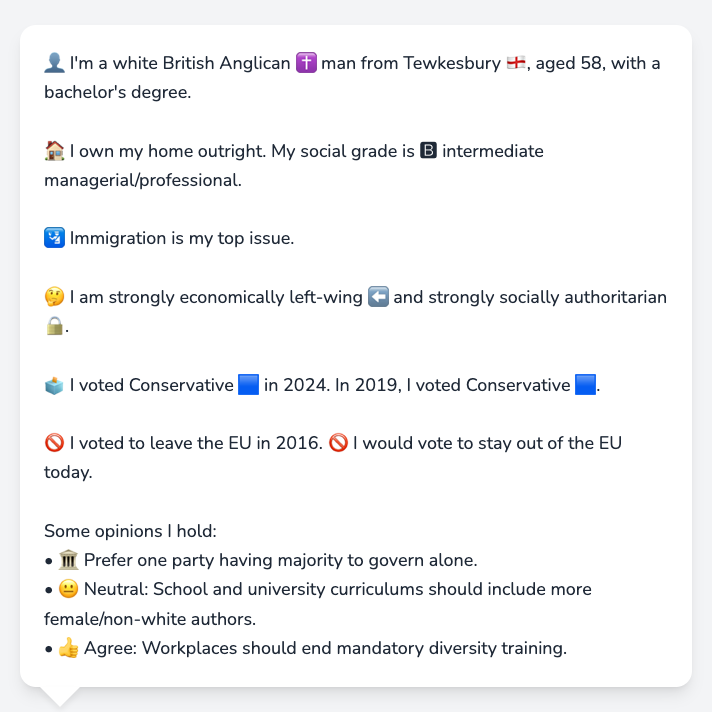 👤 I'm a white British Anglican ✝️ man from Tewkesbury 🏴󠁧󠁢󠁥󠁮󠁧󠁿, aged 58, with a
bachelor's degree.
🏠 I own my home outright. My social grade is 🅱 intermediate
managerial/professional.
🛂 Immigration is my top issue.
🤔 I am strongly economically left-wing ⬅️ and strongly socially authoritarian
🔒.
🗳️ I voted Conservative 🟦 in 2024. In 2019, I voted Conservative 🟦.
🚫 I voted to leave the EU in 2016. 🚫 I would vote to stay out of the EU
today.
Some opinions I hold:
• 🏛️ Prefer one party having majority to govern alone.
• 😐 Neutral: School and university curriculums should include more
female/non-white authors.
• 👍 Agree: Workplaces should end mandatory diversity training.